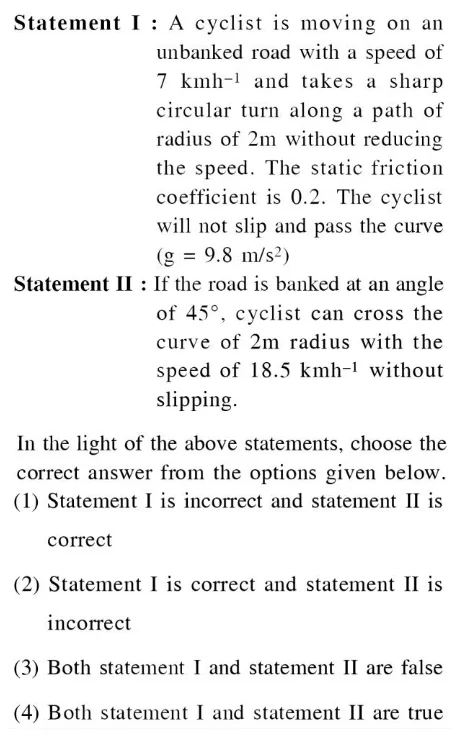 Statement I : A cyclist is moving on an
unbanked road with a speed of
7 kmh⁻¹ and takes a sharp
circular turn along a path of
radius of 2m without reducing
the speed. The static friction
coefficient is 0.2. The cyclist
will not slip and pass the curve
(g = 9.8 m/s²)
Statement II : If the road is banked at an angle
of 45°, cyclist can cross the
curve of 2m radius with the
speed of 18.5 kmh⁻¹ without
slipping.
In the light of the above statements, choose the
correct answer from the options given below.
(1) Statement I is incorrect and statement II is
correct
(2) Statement I is correct and statement II is
incorrect
(3) Both statement I and statement II are false
(4) Both statement I and statement II are true